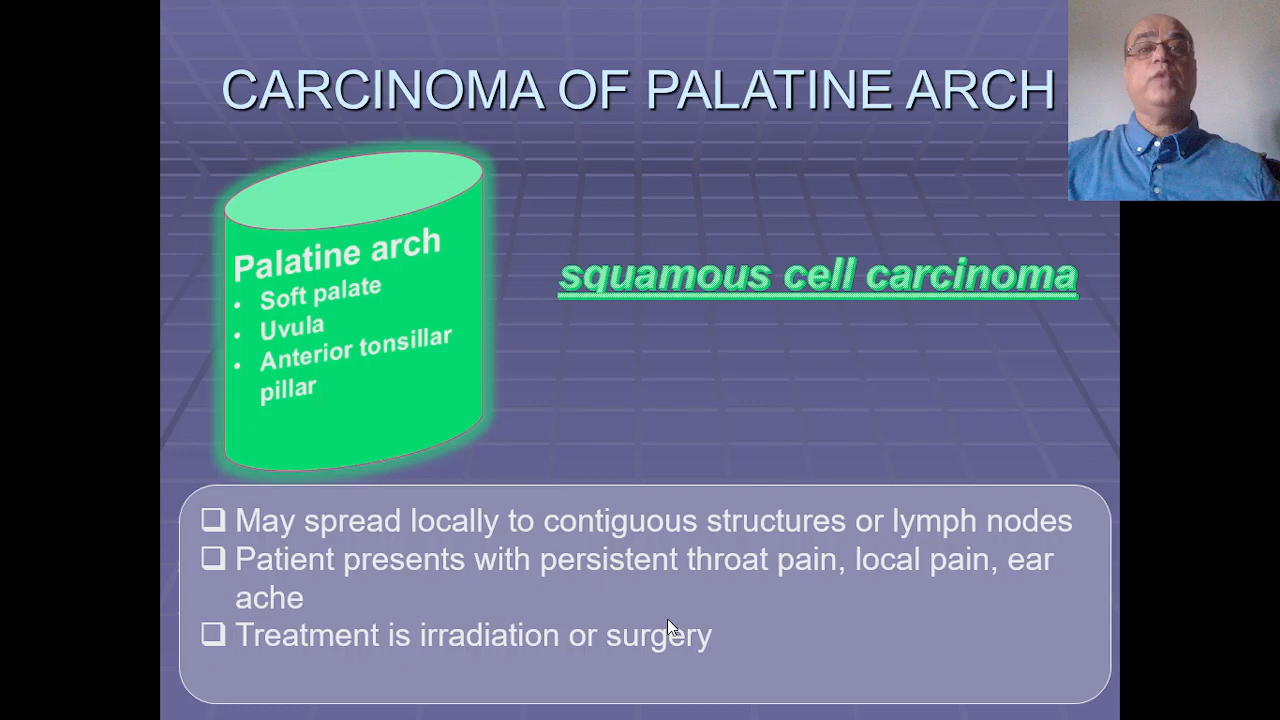 CARCINOMA OF PALATINE ARCH
Palatine arch
• Soft palate
• Uvula
• Anterior tonsillar
pillar
squamous cell carcinoma
❑ May spread locally to contiguous structures or lymph nodes
❑ Patient presents with persistent throat pain, local pain, ear
ache
❑ Treatment is irradiation or surgery